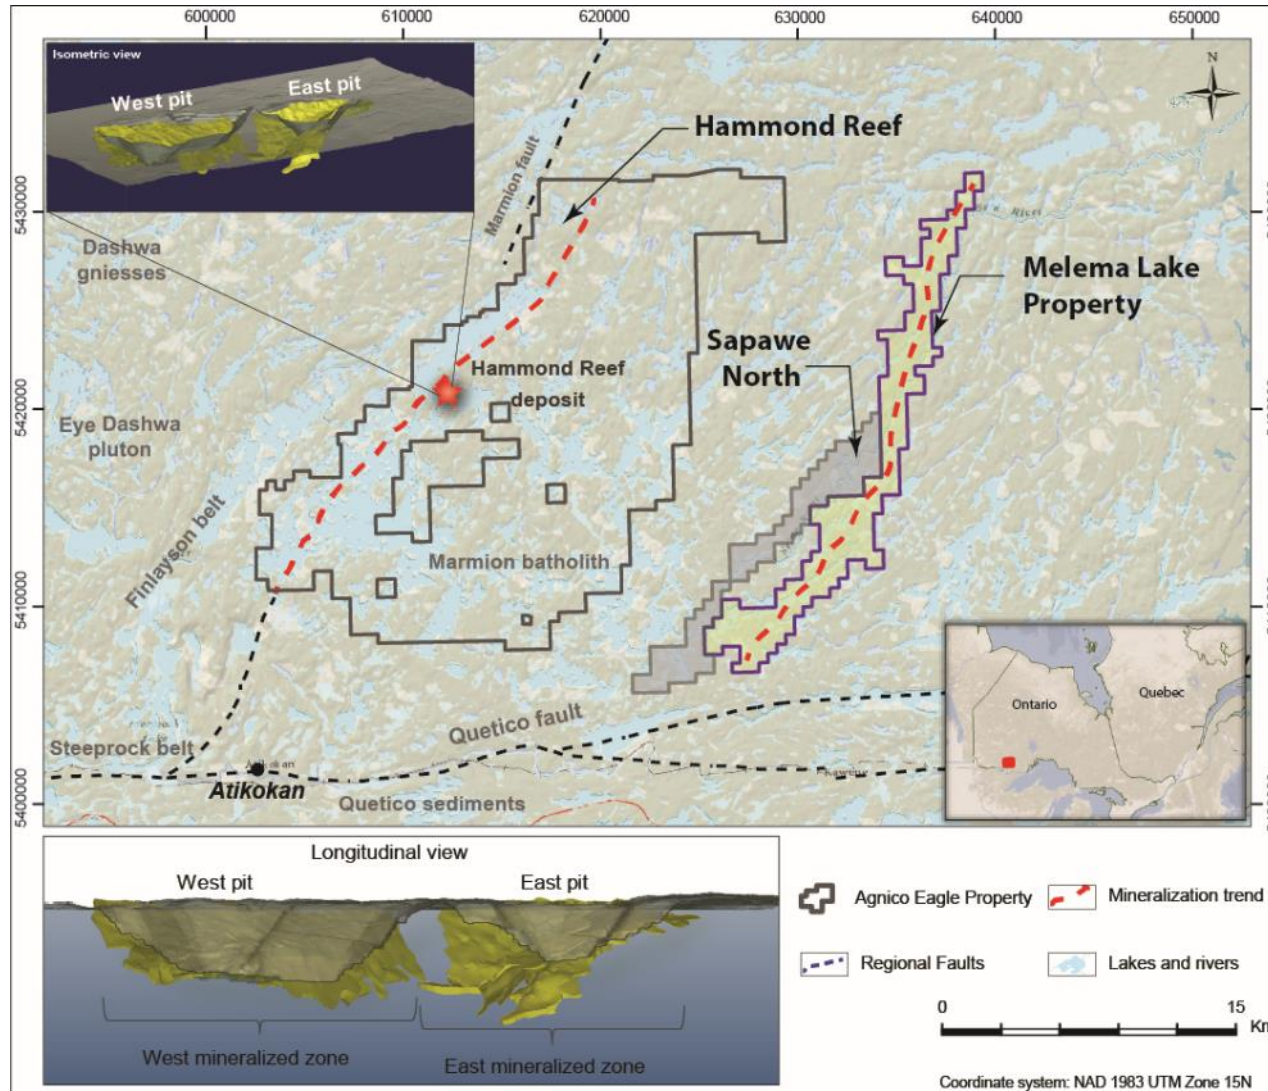 600000
610000
620000
630000
640000
650000
Isometric view
West pit
East pit
N
Hammond Reef
Marmion fault
5430000
Dashwa
gniesses
Melema Lake
Property
Sapawe
North
Hammond Reef
deposit
5420000
Eye Dashwa
pluton
Finlayson belt
Marmion batholith
5410000
Quetico fault
Steeprock belt
Atikokan
Quetico sediments
5400000
Ontario
Quebec
Longitudinal view
West pit
East pit
West mineralized zone
East mineralized zone
Agnico Eagle Property
Mineralization trend
Regional Faults
Lakes and rivers
0
15
Km
Coordinate system: NAD 1983 UTM Zone 15N